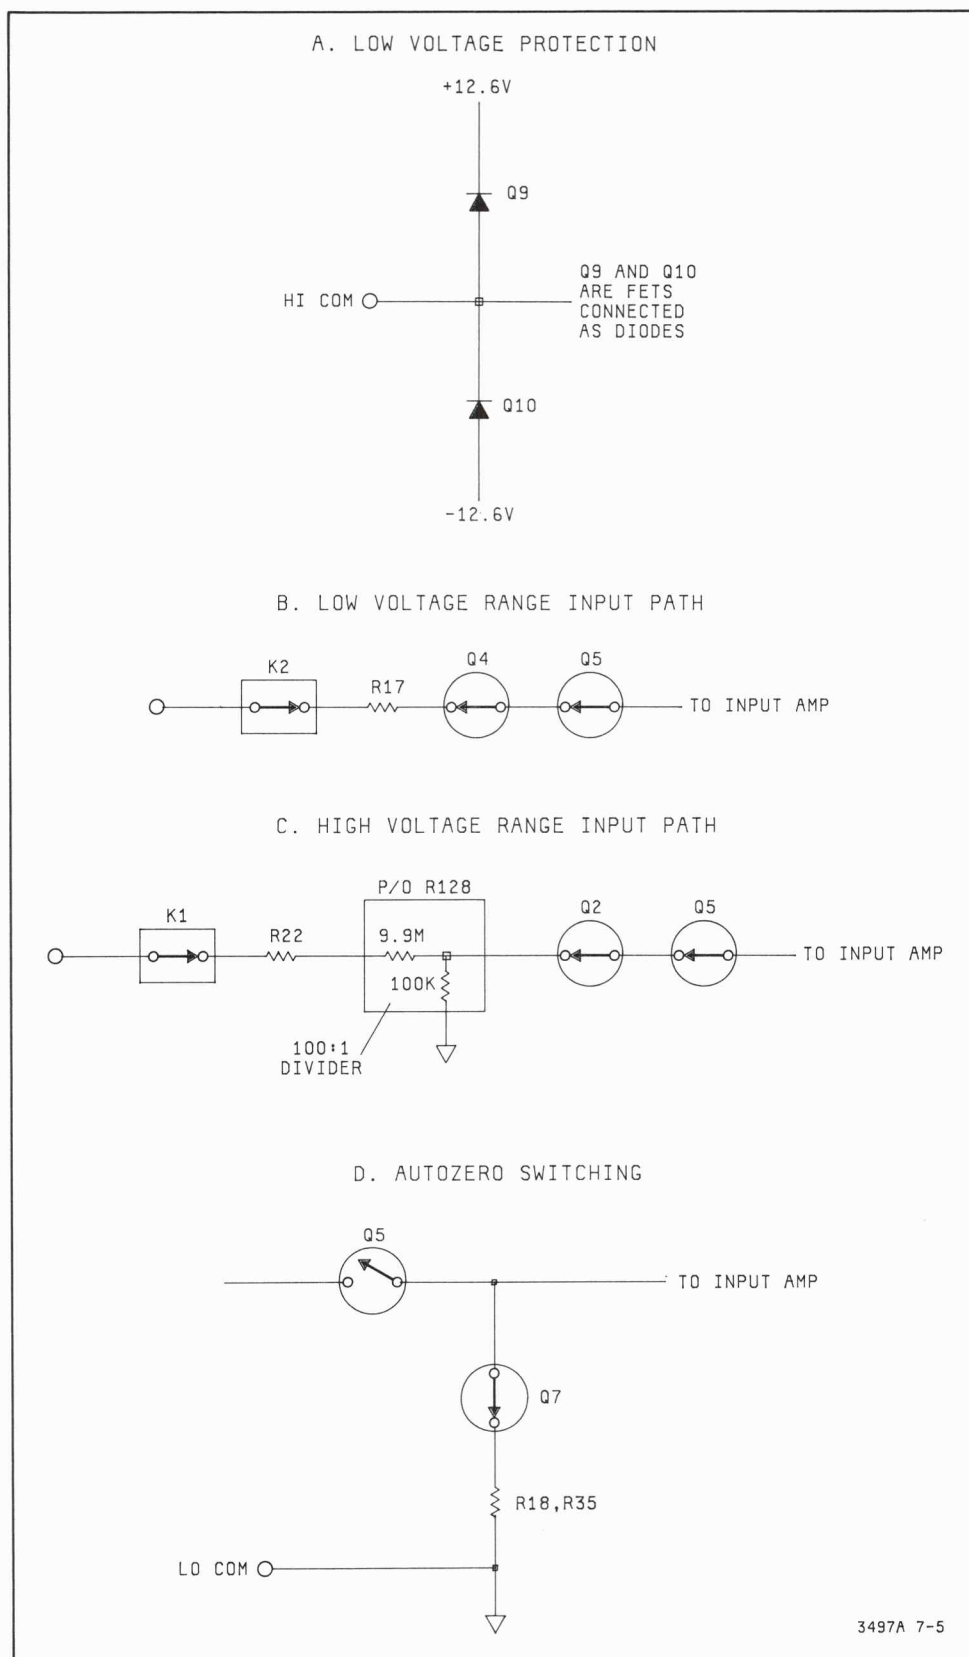 A. LOW VOLTAGE PROTECTION
+12.6V
Q9
HI COM
Q9 AND Q10
ARE FETS
CONNECTED
AS DIODES
Q10
-12.6V
B. LOW VOLTAGE RANGE INPUT PATH
K2
R17
Q4
Q5
TO INPUT AMP
C. HIGH VOLTAGE RANGE INPUT PATH
P/O R128
K1
R22
9.9M
Q2
Q5
TO INPUT AMP
100K
100:1
DIVIDER
D. AUTOZERO SWITCHING
Q5
TO INPUT AMP
Q7
R18,R35
LO COM
3497A 7-5